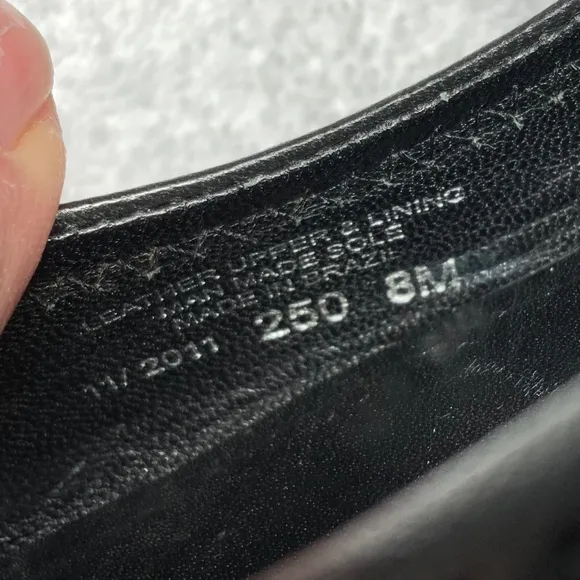 LEATHER UPPER & LINING
MAN MADE SOLE
MADE IN BRAZIL
11/2011 250 8M